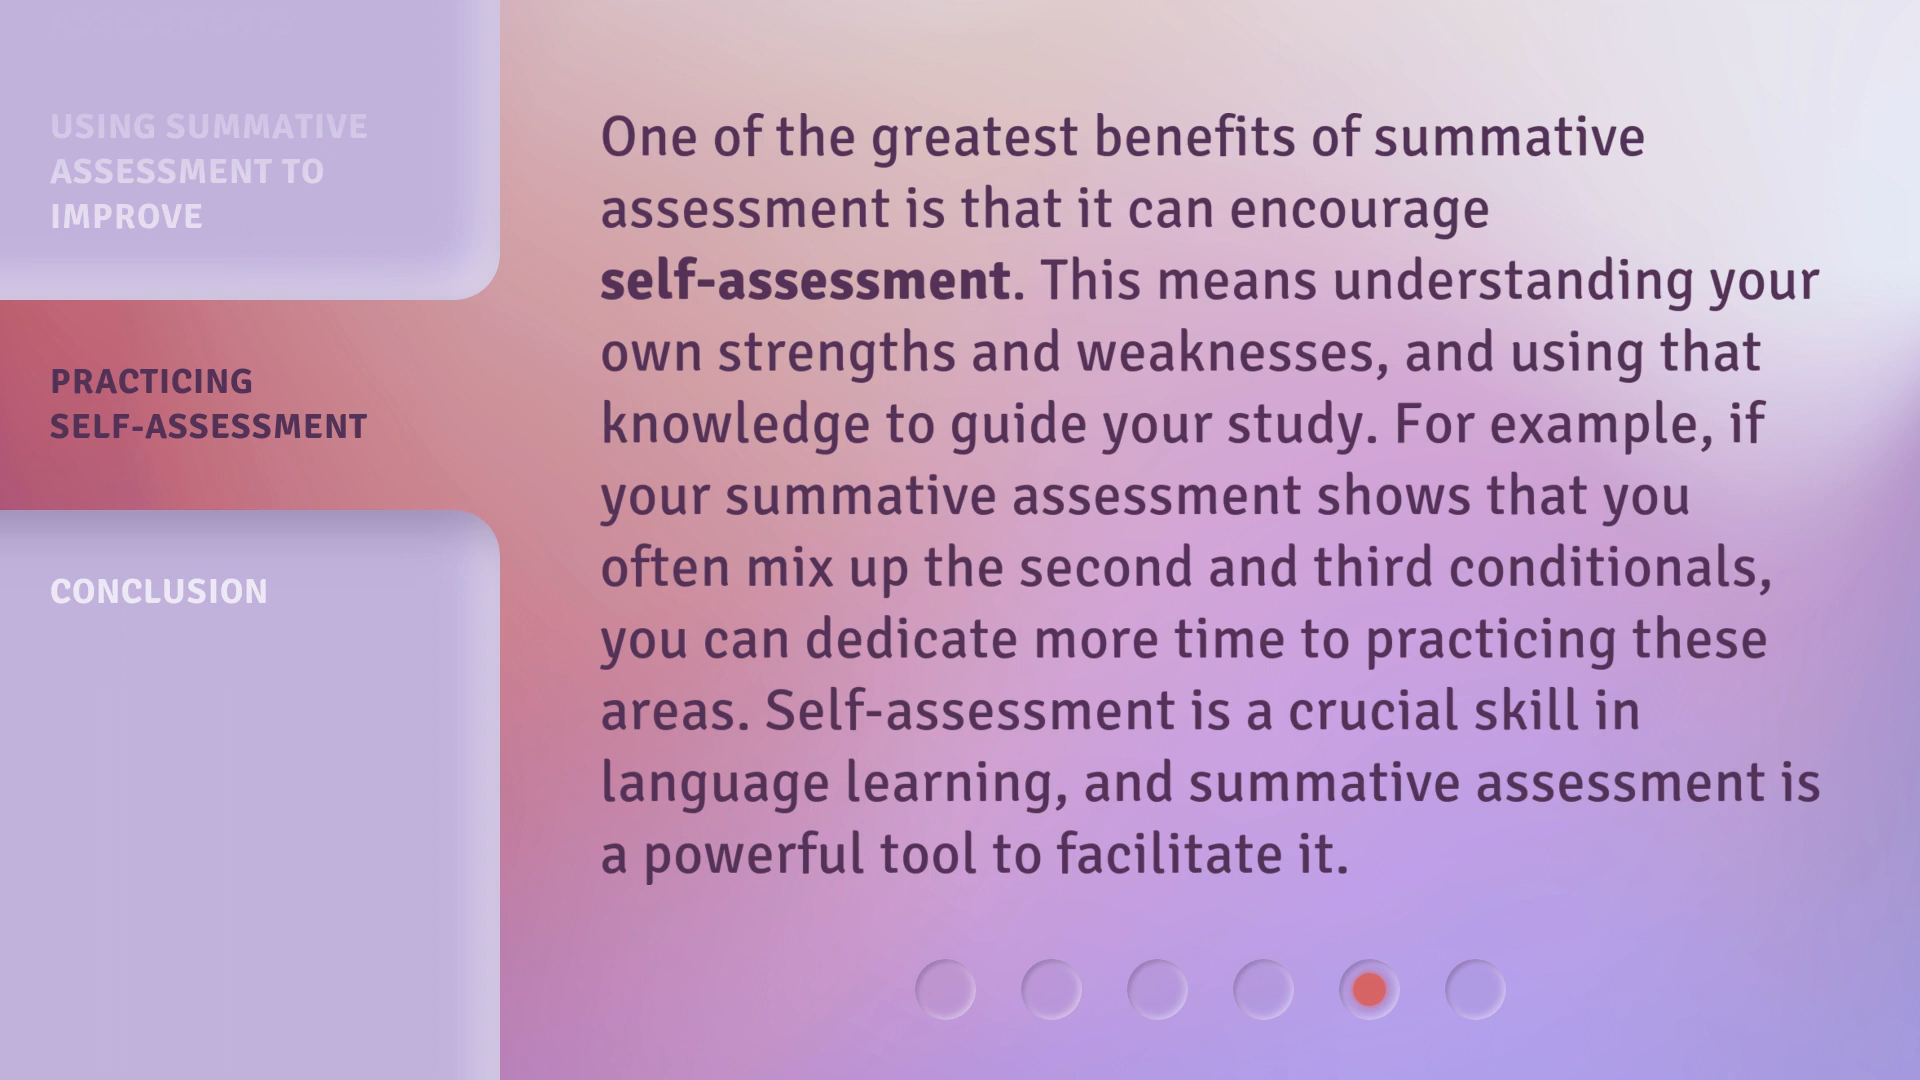 USING SUMMATIVE
ASSESSMENT TO
IMPROVE
PRACTICING
SELF-ASSESSMENT
CONCLUSION
One of the greatest benefits of summative
assessment is that it can encourage
self-assessment. This means understanding your
own strengths and weaknesses, and using that
knowledge to guide your study. For example, if
your summative assessment shows that you
often mix up the second and third conditionals,
you can dedicate more time to practicing these
areas. Self-assessment is a crucial skill in
language learning, and summative assessment is
a powerful tool to facilitate it.